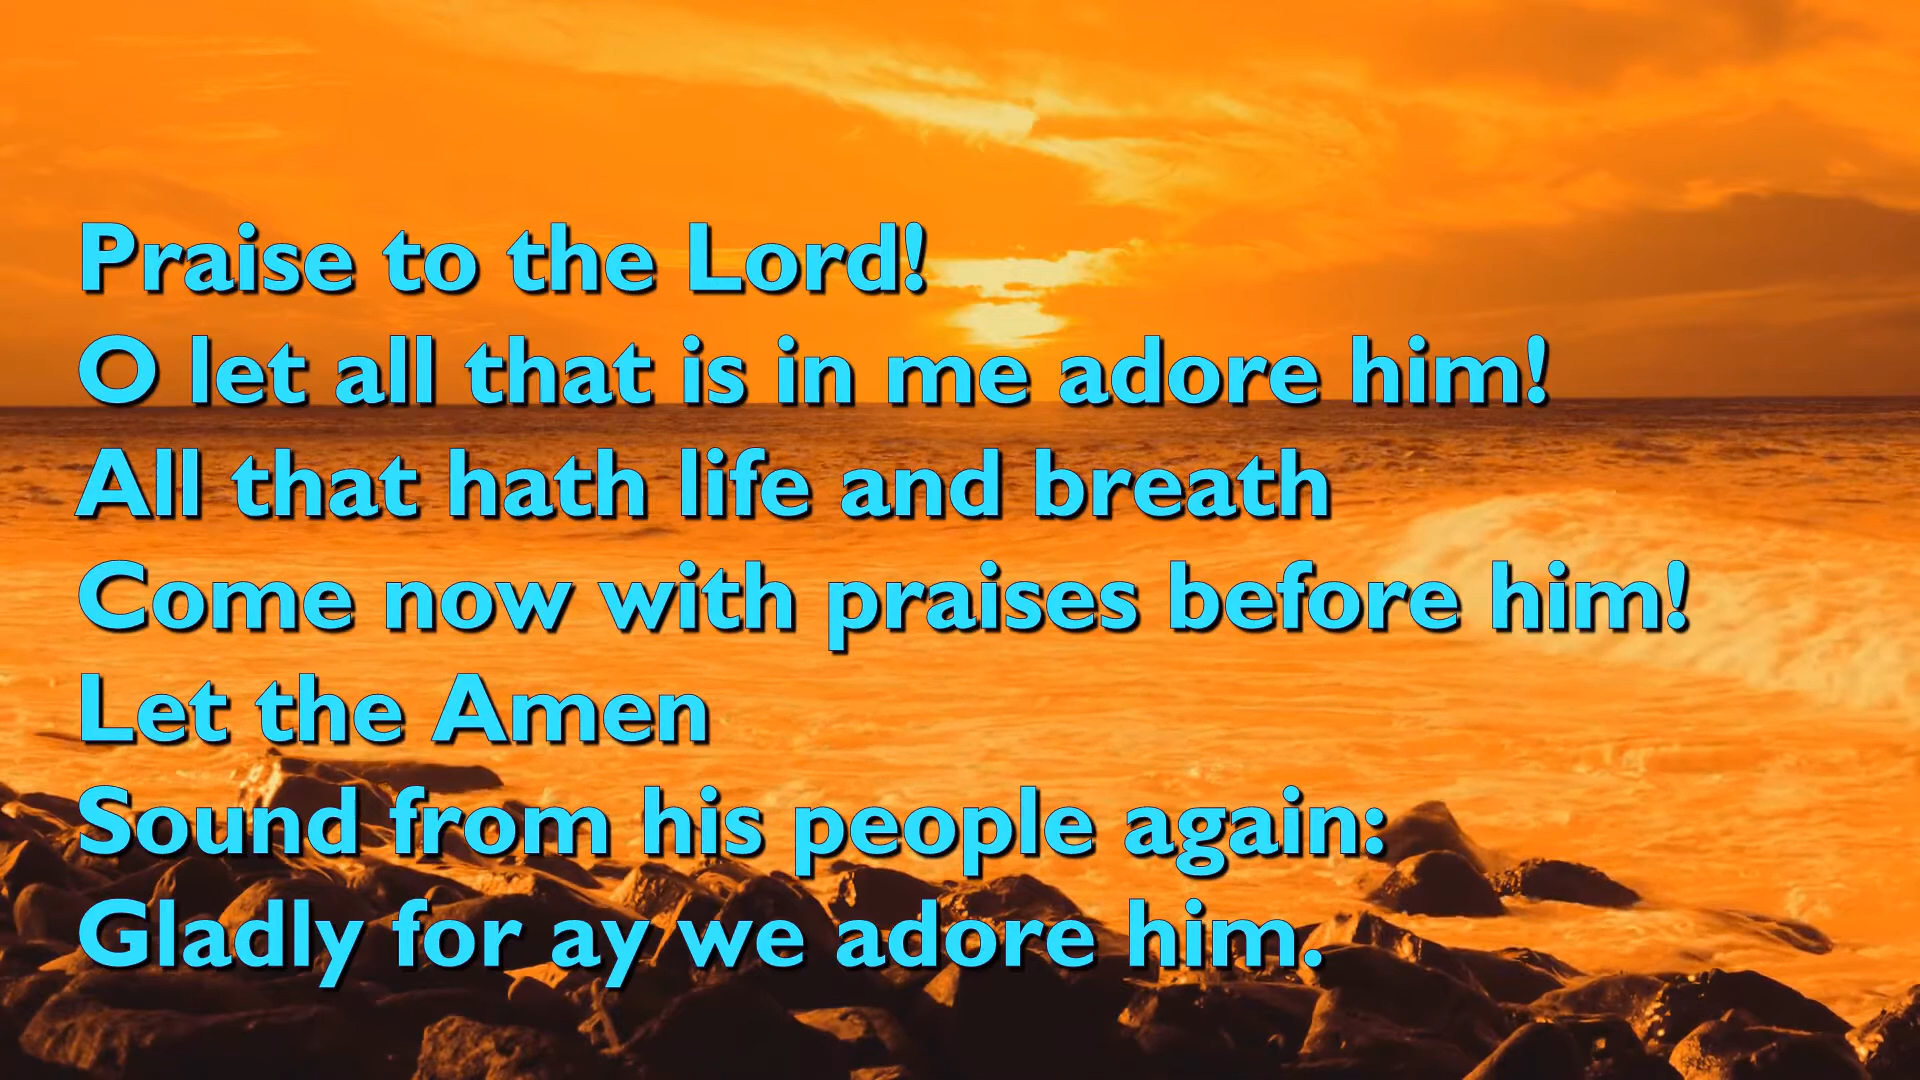 Praise to the Lord!
O let all that is in me adore him!
All that hath life and breath
Come now with praises before him!
Let the Amen
Sound from his people again:
Gladly for ay we adore him.